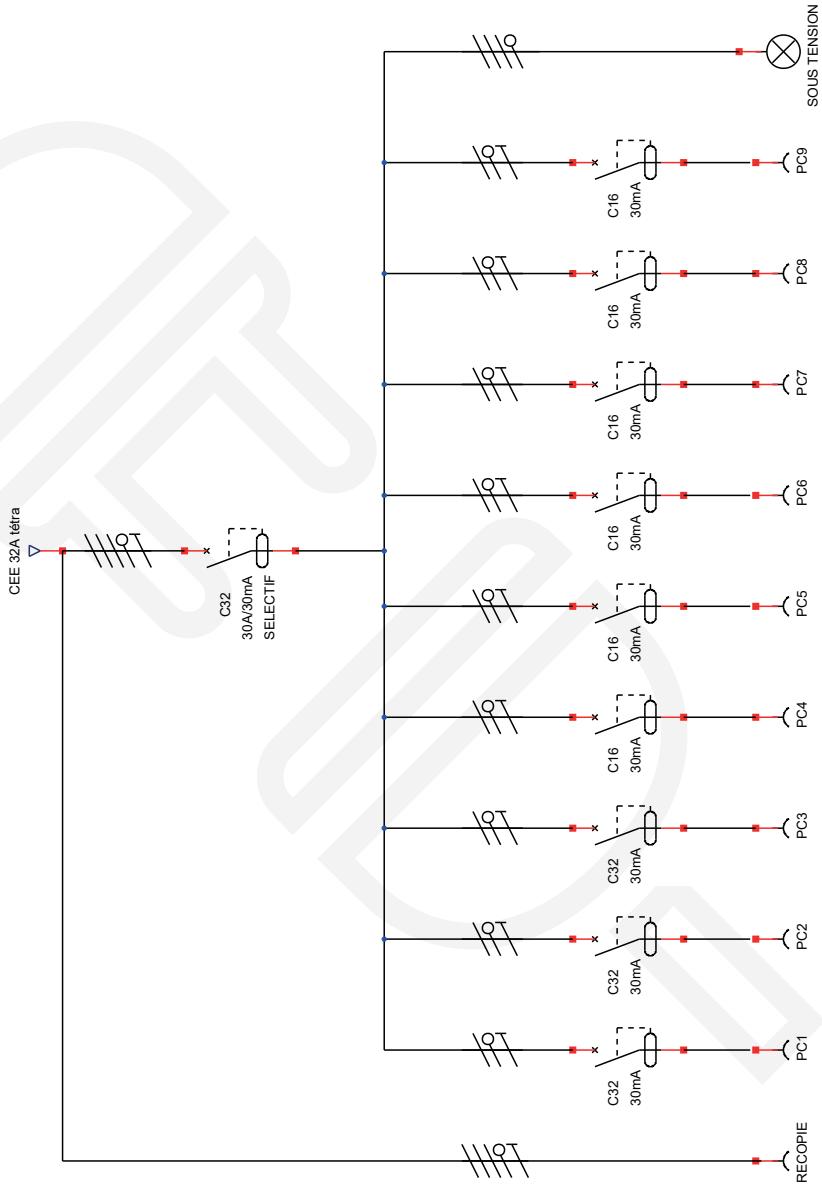 CEE 32A tétra
C32
30A/30mA
SELECTIF
C32
30mA
C32
30mA
C32
30mA
C16
30mA
C16
30mA
C16
30mA
C16
30mA
C16
30mA
C16
30mA
RECOPIE
PC1
PC2
PC3
PC4
PC5
PC6
PC7
PC8
PC9
SOUS TENSION